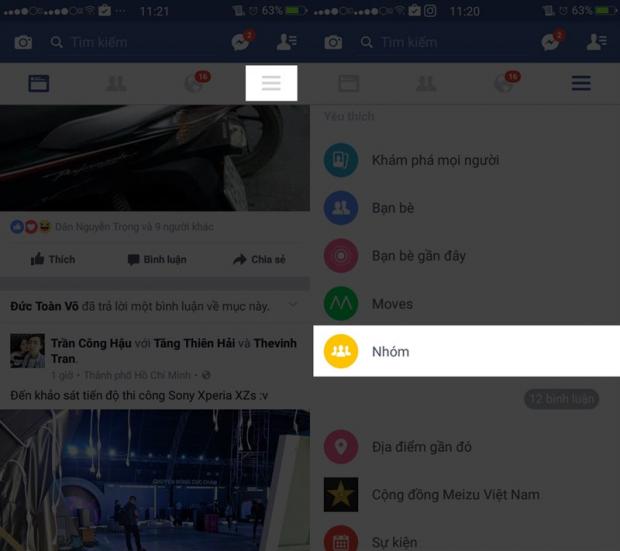 11:21
63%
Tìm kiếm
2
16
Dân Nguyễn Trọng và 9 người khác
Thích
Bình luận
Chia sẻ
Đức Toàn Võ đã trả lời một bình luận về mục này.
Trần Công Hậu với Tăng Thiên Hải và Thevinh
Tran.
1 giờ · Thành phố Hồ Chí Minh ·
Đến khảo sát tiến độ thi công Sony Xperia XZs :v
11:20
63%
Tìm kiếm
2
16
Yêu thích
Khám phá mọi người
Bạn bè
Bạn bè gần đây
Moves
Nhóm
12 bình luận
Địa điểm gần đó
Cộng đồng Meizu Việt Nam
Sự kiện